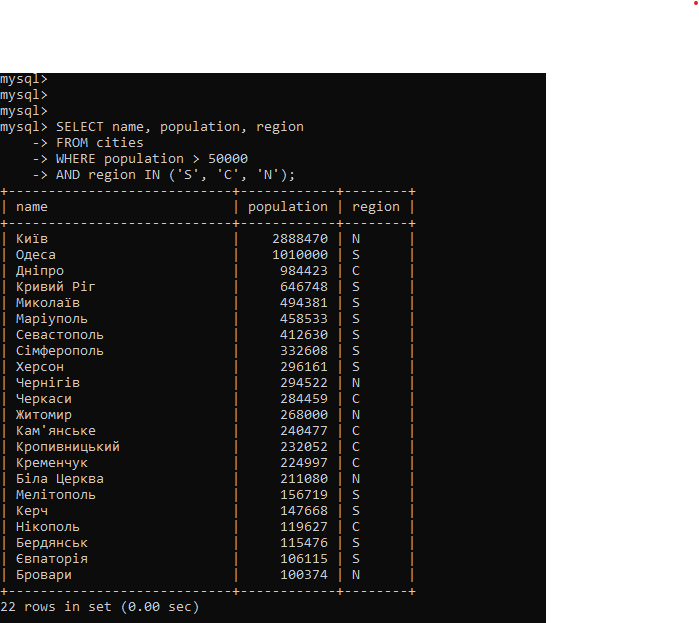 mysql>
mysql>
mysql>
mysql> SELECT name, population, region
    -> FROM cities
    -> WHERE population > 50000
    -> AND region IN ('S', 'C', 'N');
+----------------------------+------------+--------+
| name                       | population | region |
+----------------------------+------------+--------+
| Київ                       |    2888470 | N      |
| Одеса                      |    1010000 | S      |
| Дніпро                     |     984423 | C      |
| Кривий Ріг                 |     646748 | S      |
| Миколаїв                   |     494381 | S      |
| Маріуполь                  |     458533 | S      |
| Севастополь                |     412630 | S      |
| Сімферополь                |     332608 | S      |
| Херсон                     |     296161 | S      |
| Чернігів                   |     294522 | N      |
| Черкаси                    |     284459 | C      |
| Житомир                    |     268000 | N      |
| Кам'янське                 |     240477 | C      |
| Кропивницький              |     232052 | C      |
| Кременчук                  |     224997 | C      |
| Біла Церква                |     211080 | N      |
| Мелітополь                 |     156719 | S      |
| Керч                       |     147668 | S      |
| Нікополь                   |     119627 | C      |
| Бердянськ                  |     115476 | S      |
| Євпаторія                  |     106115 | S      |
| Бровари                    |     100374 | N      |
+----------------------------+------------+--------+
22 rows in set (0.00 sec)